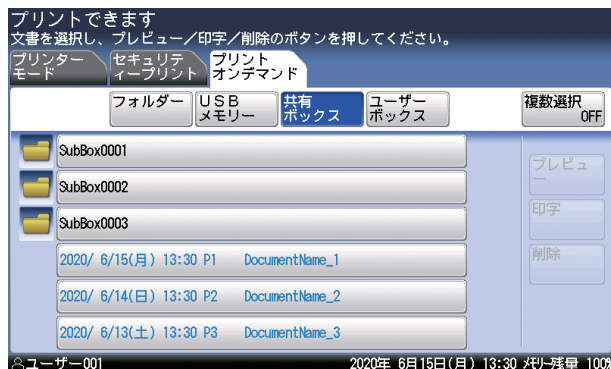 プリントできます
文書を選択し、プレビュー／印字／削除のボタンを押してください。
プリンター
モード
セキュリテ
ィープリント
プリント
オンデマンド
フォルダー
USB
メモリー
共有
ボックス
ユーザー
ボックス
複数選択
OFF
SubBox0001
SubBox0002
SubBox0003
2020/ 6/15(月) 13:30 P1 DocumentName_1
2020/ 6/14(日) 13:30 P2 DocumentName_2
2020/ 6/13(土) 13:30 P3 DocumentName_3
プレビュ
ー
印字
削除
ユーザー001
2020年 6月15日(月) 13:30 メモリー残量 100%